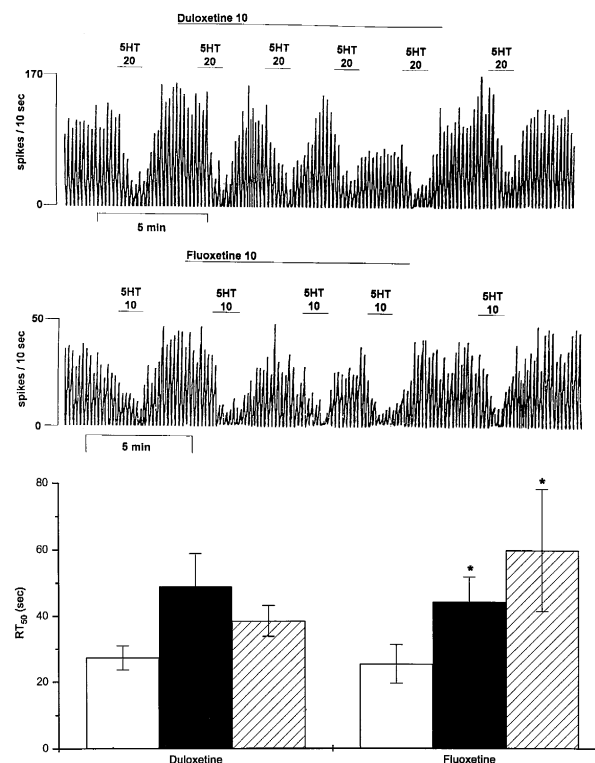 Duloxetine 10
5HT 5HT 5HT 5HT 5HT 5HT
20 20 20 20 20 20
170
spikes / 10 sec
0
5 min
Fluoxetine 10
5HT 5HT 5HT 5HT 5HT
10 10 10 10 10
50
spikes / 10 sec
0
5 min
80
60
40
20
0
RT50 (sec)
* *
Duloxetine Fluoxetine